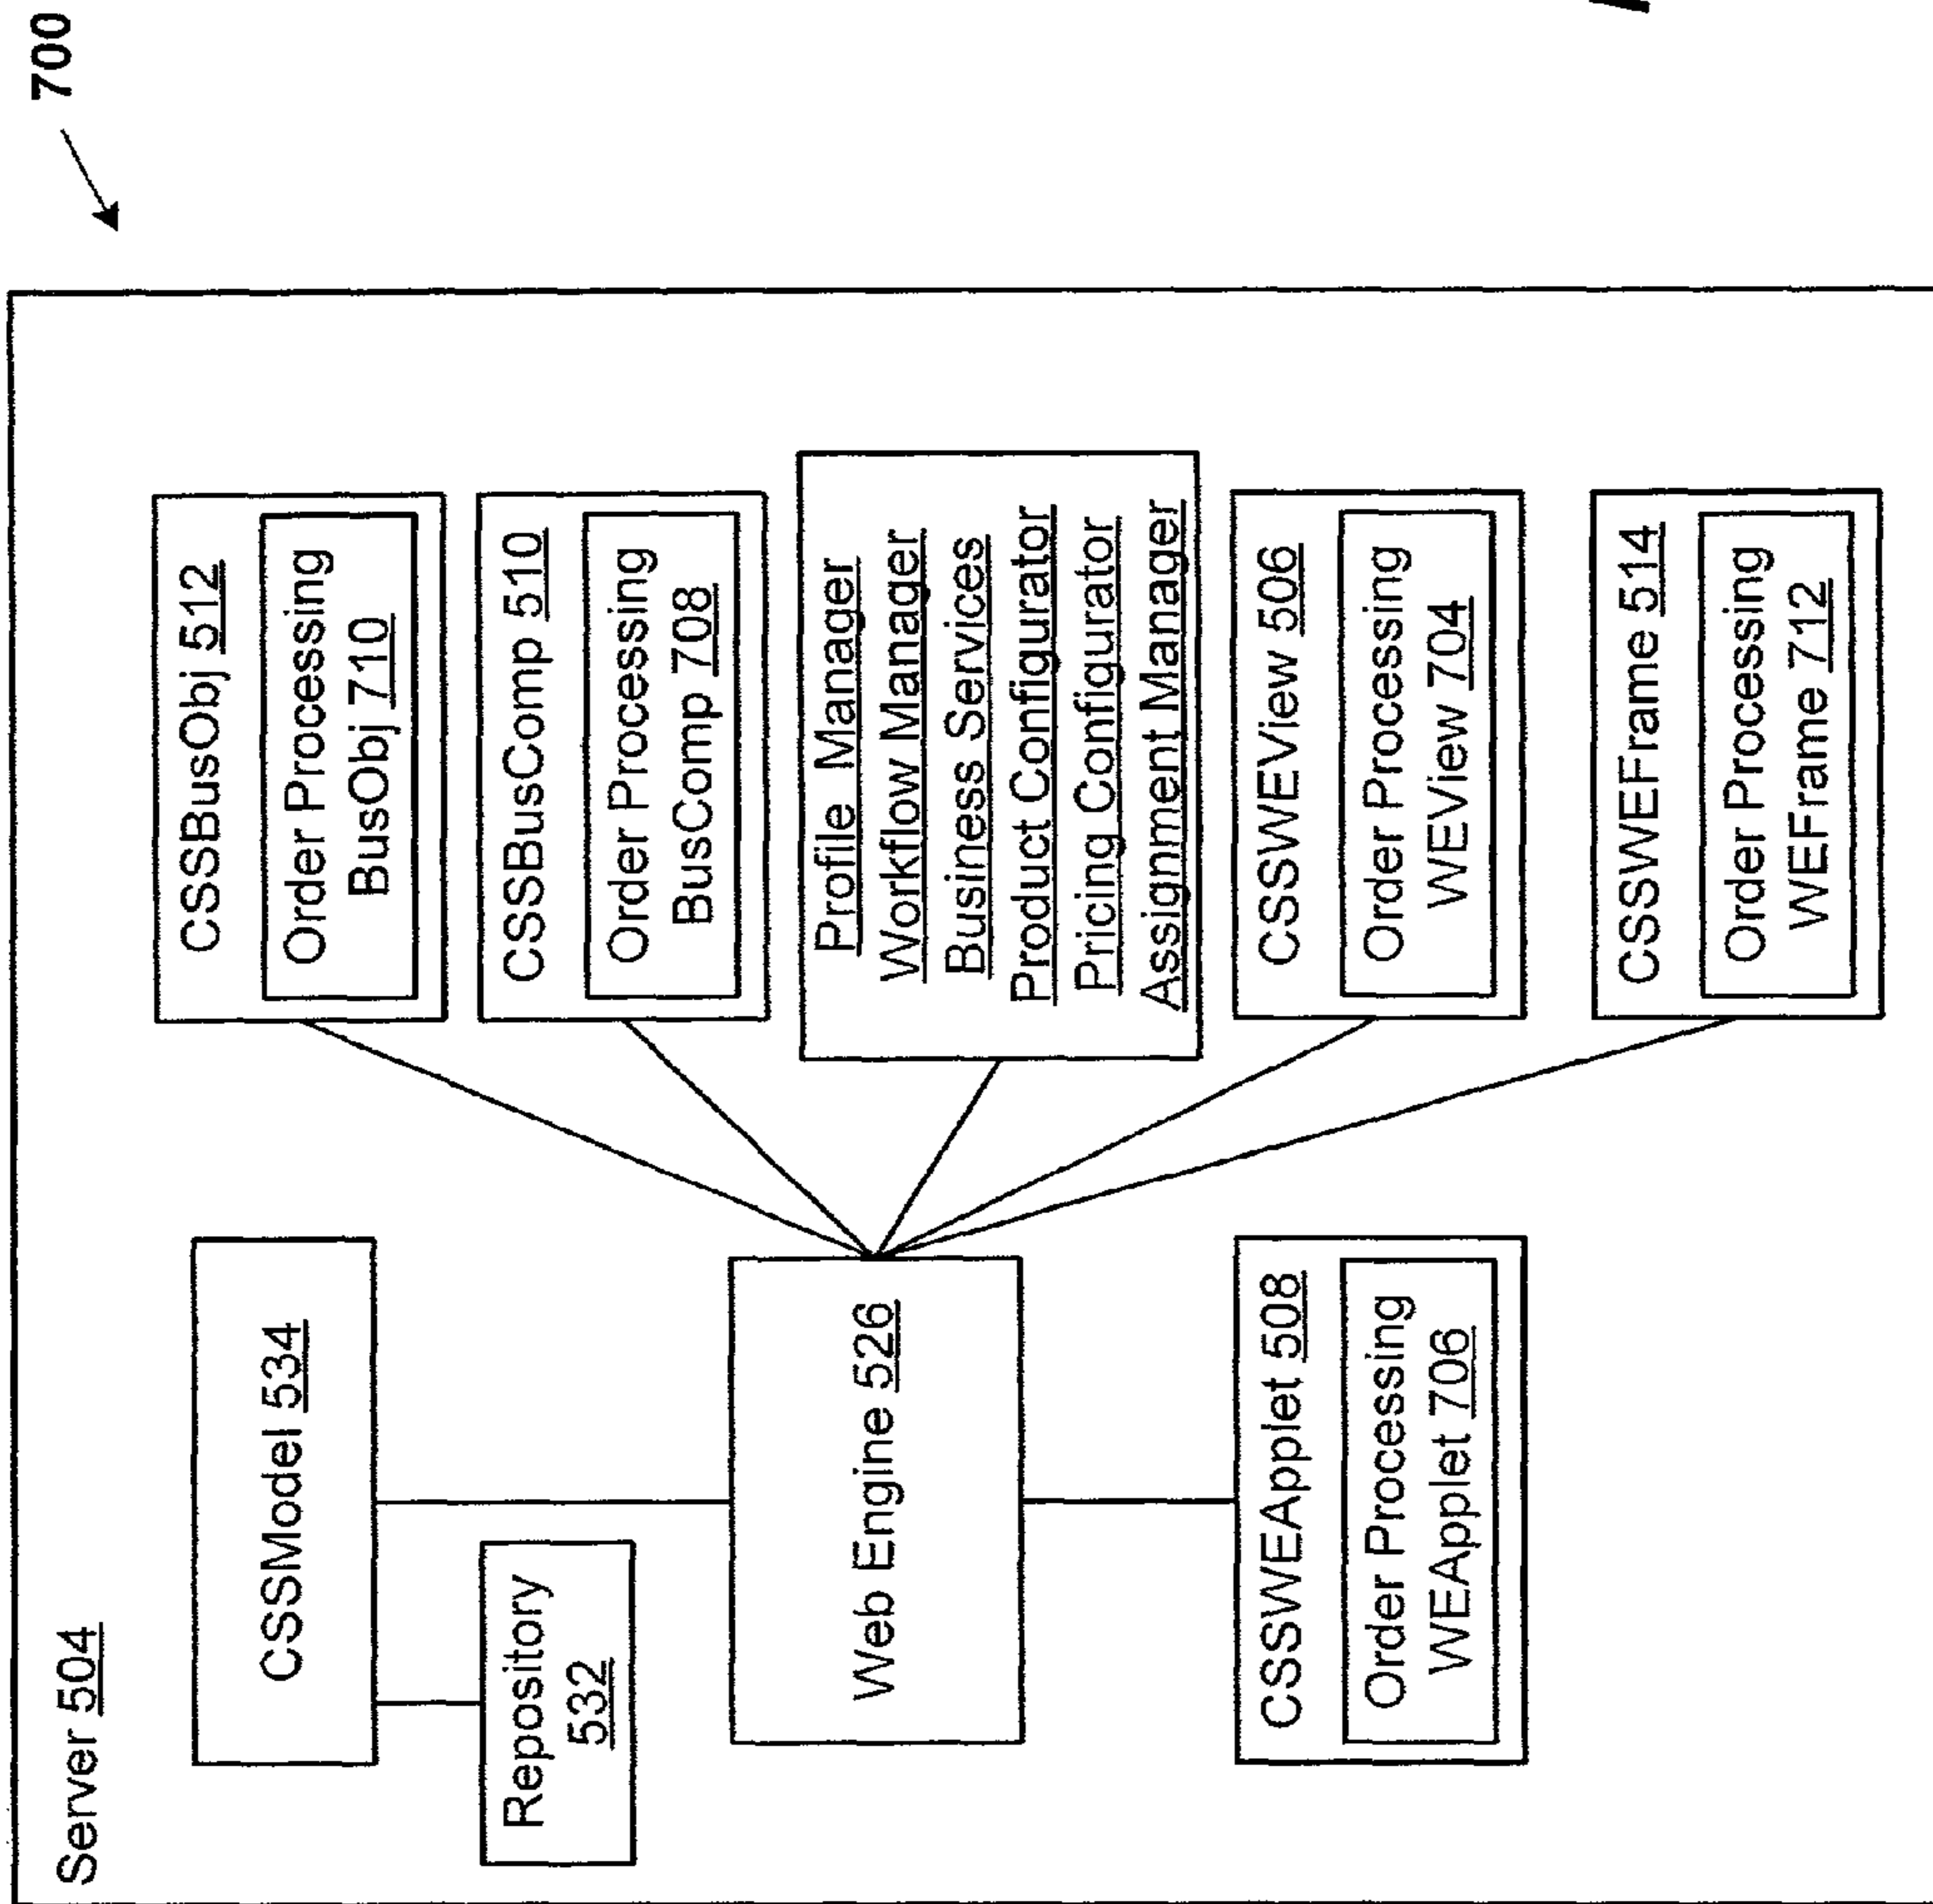 700
Server 504
CSSModel 534
Repository
532
Web Engine 526
CSSWEApplet 508
Order Processing
WEApplet 706
CSSBusObj 512
Order Processing
BusObj 710
CSSBusComp 510
Order Processing
BusComp 708
Profile Manager
Workflow Manager
Business Services
Product Configurator
Pricing Configurator
Assignment Manager
CSSWEView 506
Order Processing
WEView 704
CSSWEFrame 514
Order Processing
WEFrame 712